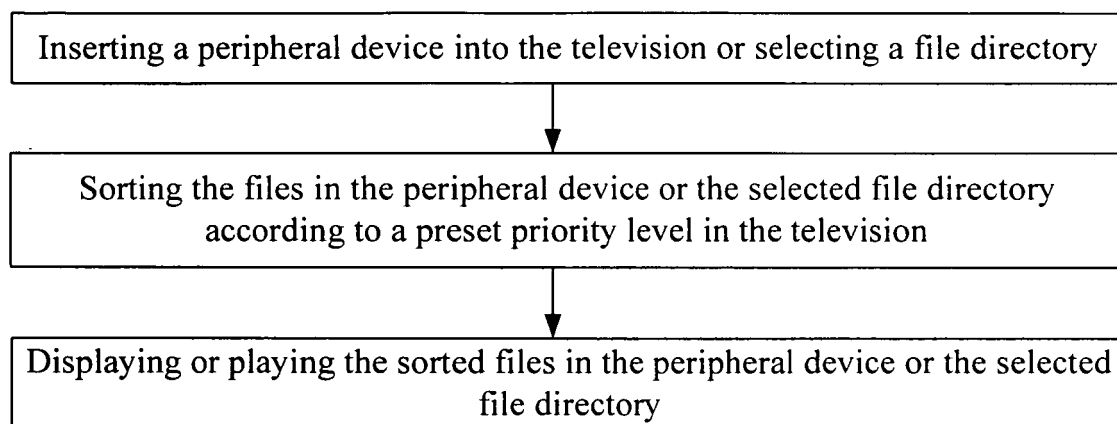 Inserting a peripheral device into the television or selecting a file directory
Sorting the files in the peripheral device or the selected file directory
according to a preset priority level in the television
Displaying or playing the sorted files in the peripheral device or the selected
file directory